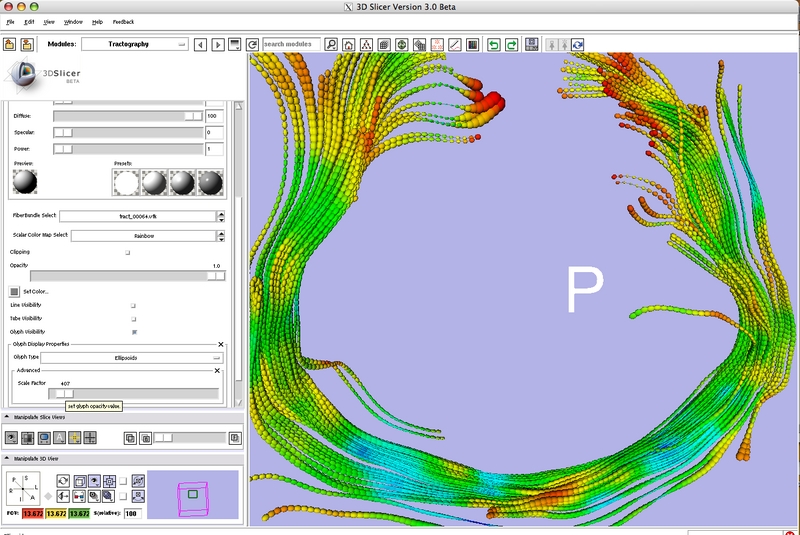 3D Slicer Version 3.0 Beta
File Edit View Window Help Feedback
Modules: Tractography search modules
3DSlicer
BETA
Diffuse: 100
Specular: 0
Power: 1
Preview: Presets:
FiberBundle Select: tract_00064.vtk
Scalar Color Map Select: Rainbow
Clipping
Opacity 1.0
Set Color...
Line Visibility
Tube Visibility
Glyph Visibility
Glyph Display Properties
Glyph Type Ellipsoids
Advanced
Scale Factor 407
set glyph opacity value.
Manipulate Slice Views
Manipulate 3D View
P S
R L
I A
FOV: 13.672 13.672 13.672 %(relative): 100
P